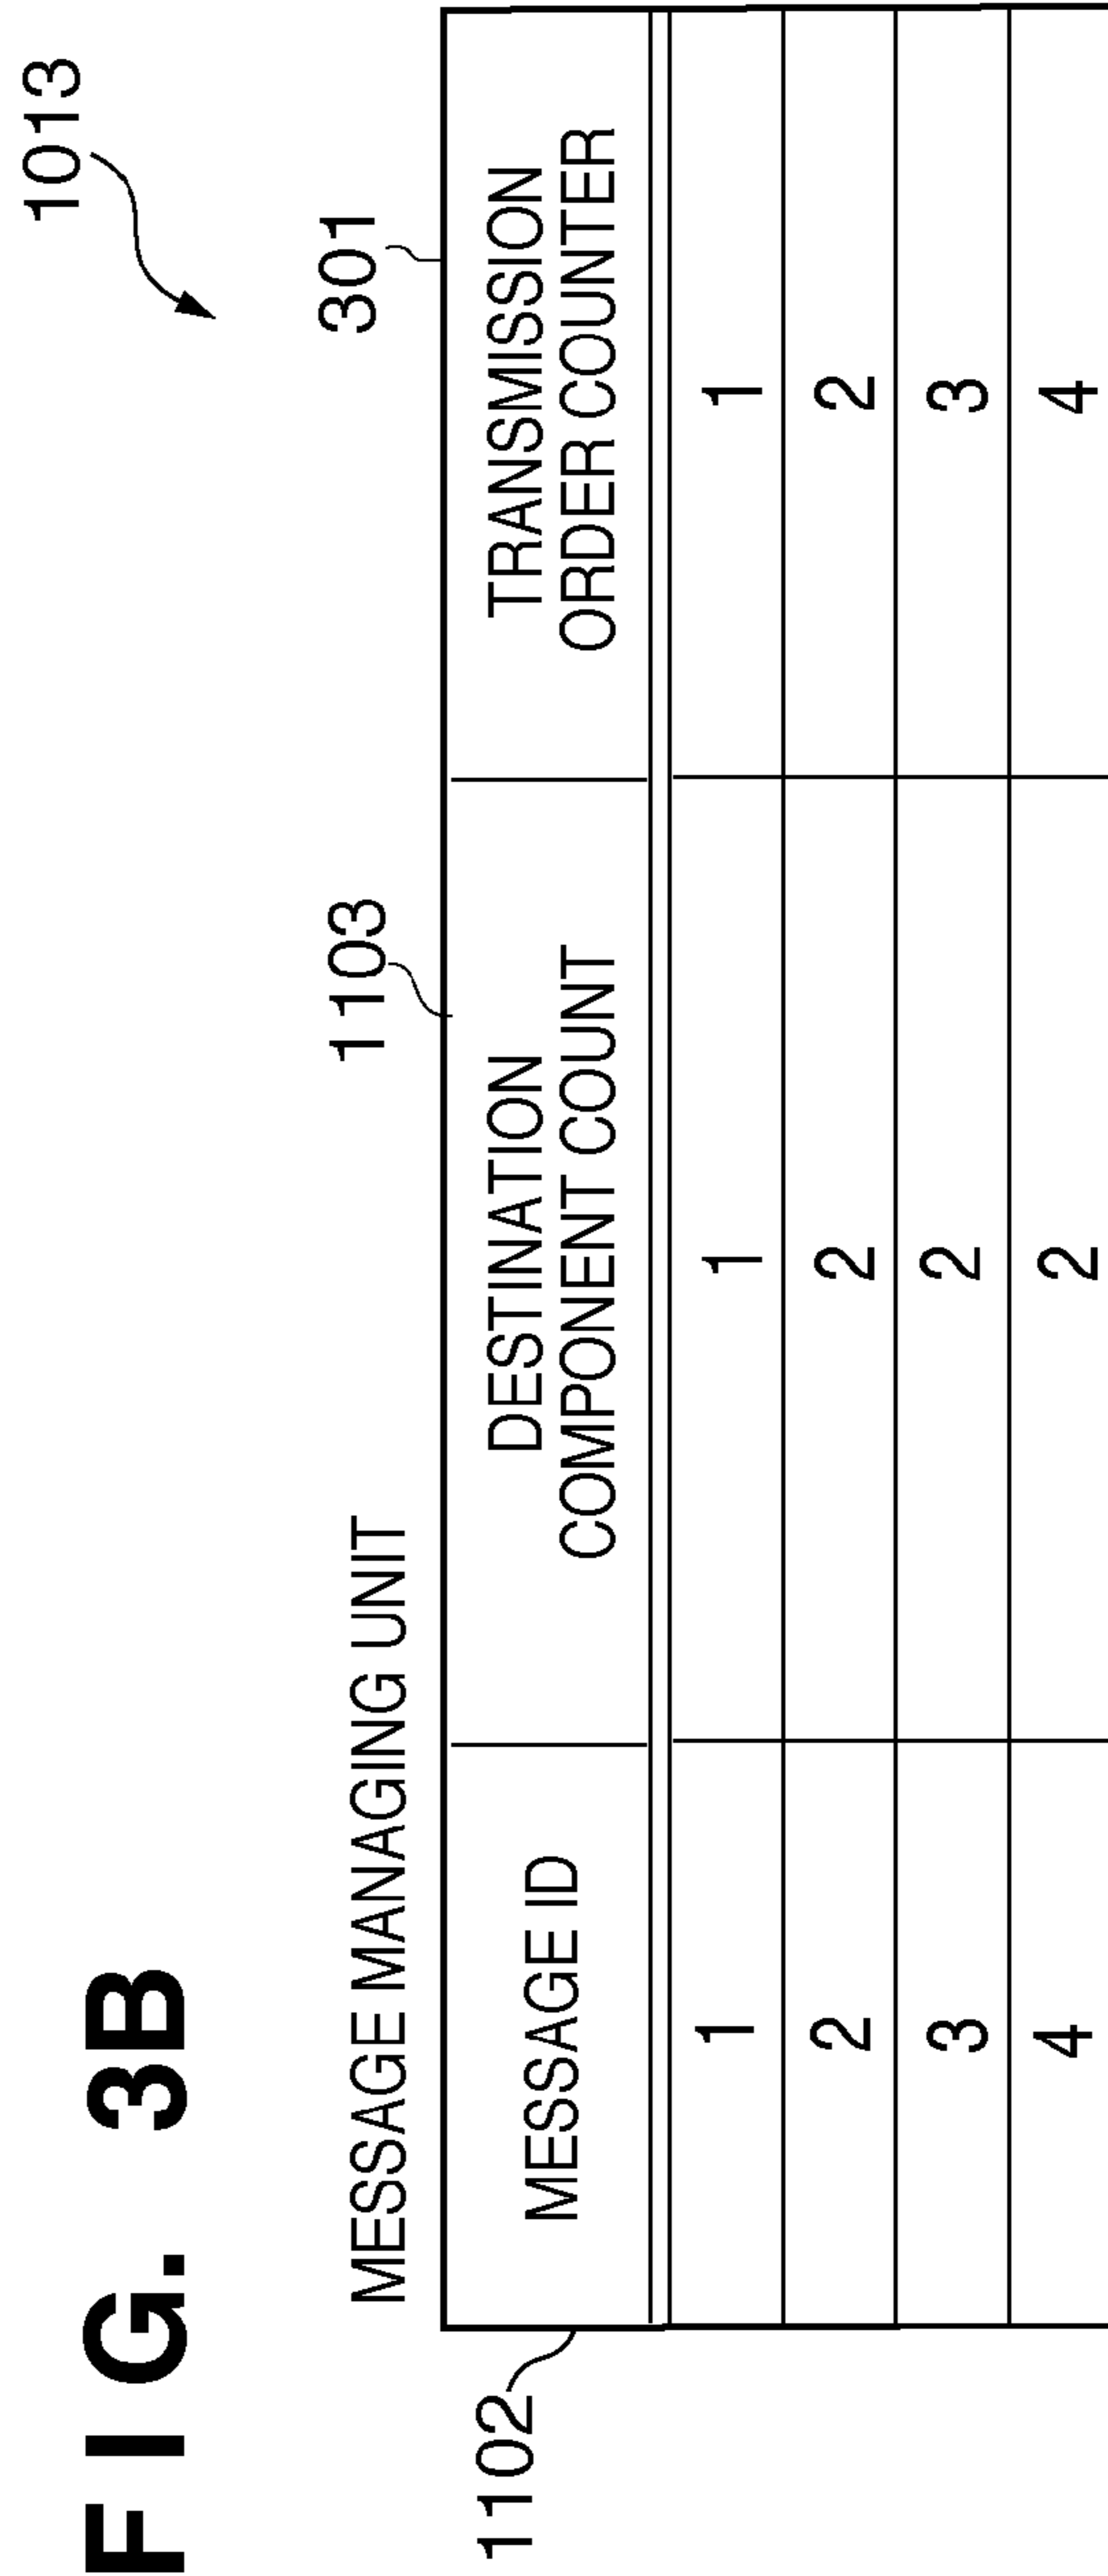 FIG. 3B
1013
MESSAGE MANAGING UNIT
1103
301
1102
MESSAGE ID
DESTINATION
COMPONENT COUNT
TRANSMISSION
ORDER COUNTER
1 1 1
2 2 2
3 2 3
4 2 4